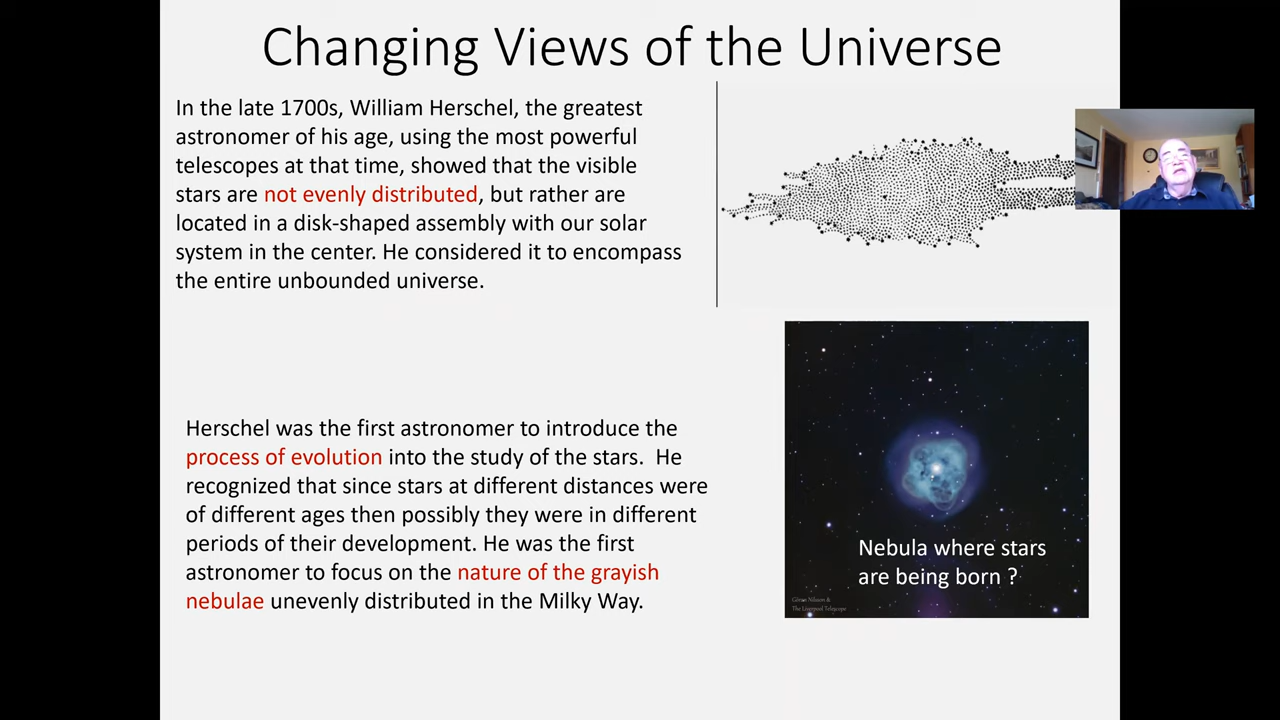 Changing Views of the Universe
In the late 1700s, William Herschel, the greatest
astronomer of his age, using the most powerful
telescopes at that time, showed that the visible
stars are not evenly distributed, but rather are
located in a disk-shaped assembly with our solar
system in the center. He considered it to encompass
the entire unbounded universe.
Herschel was the first astronomer to introduce the
process of evolution into the study of the stars.  He
recognized that since stars at different distances were
of different ages then possibly they were in different
periods of their development. He was the first
astronomer to focus on the nature of the grayish
nebulae unevenly distributed in the Milky Way.
Nebula where stars
are being born ?
Göran Nilsson &
The Liverpool Telescope